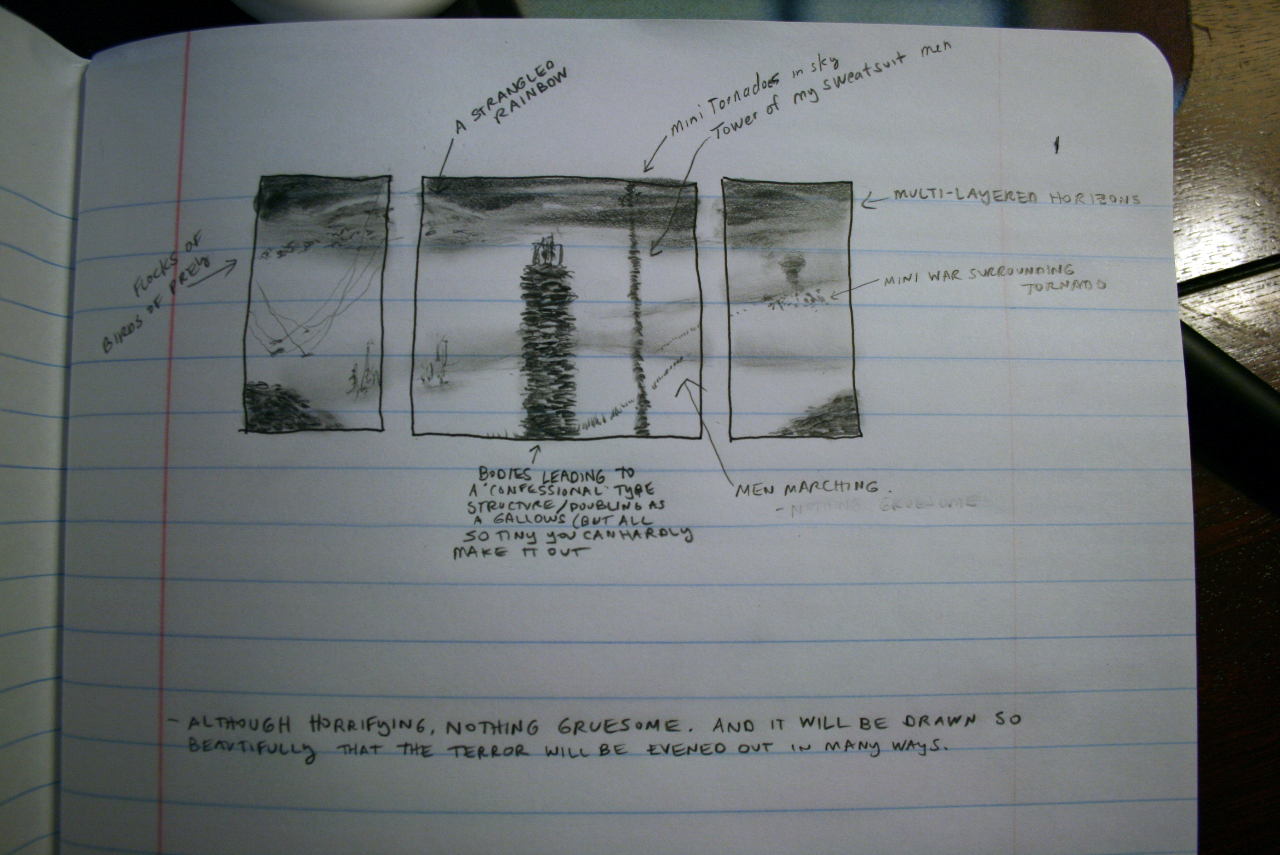 A STRANGLED
RAINBOW
mini Tornadoes in sky
Tower of my sweatsuit men
MULTI-LAYERED HORIZONS
FLOCKS OF
BIRDS OF PREY
MINI WAR SURROUNDING
TORNADO
BODIES LEADING TO
A "CONFESSIONAL" TYPE
STRUCTURE/DOUBLING AS
A GALLOWS (BUT ALL
SO TINY YOU CAN HARDLY
MAKE IT OUT
MEN MARCHING.
- NOTHING GRUESOME
- ALTHOUGH HORRIFYING, NOTHING GRUESOME. AND IT WILL BE DRAWN SO
BEAUTIFULLY THAT THE TERROR WILL BE EVENED OUT IN MANY WAYS.